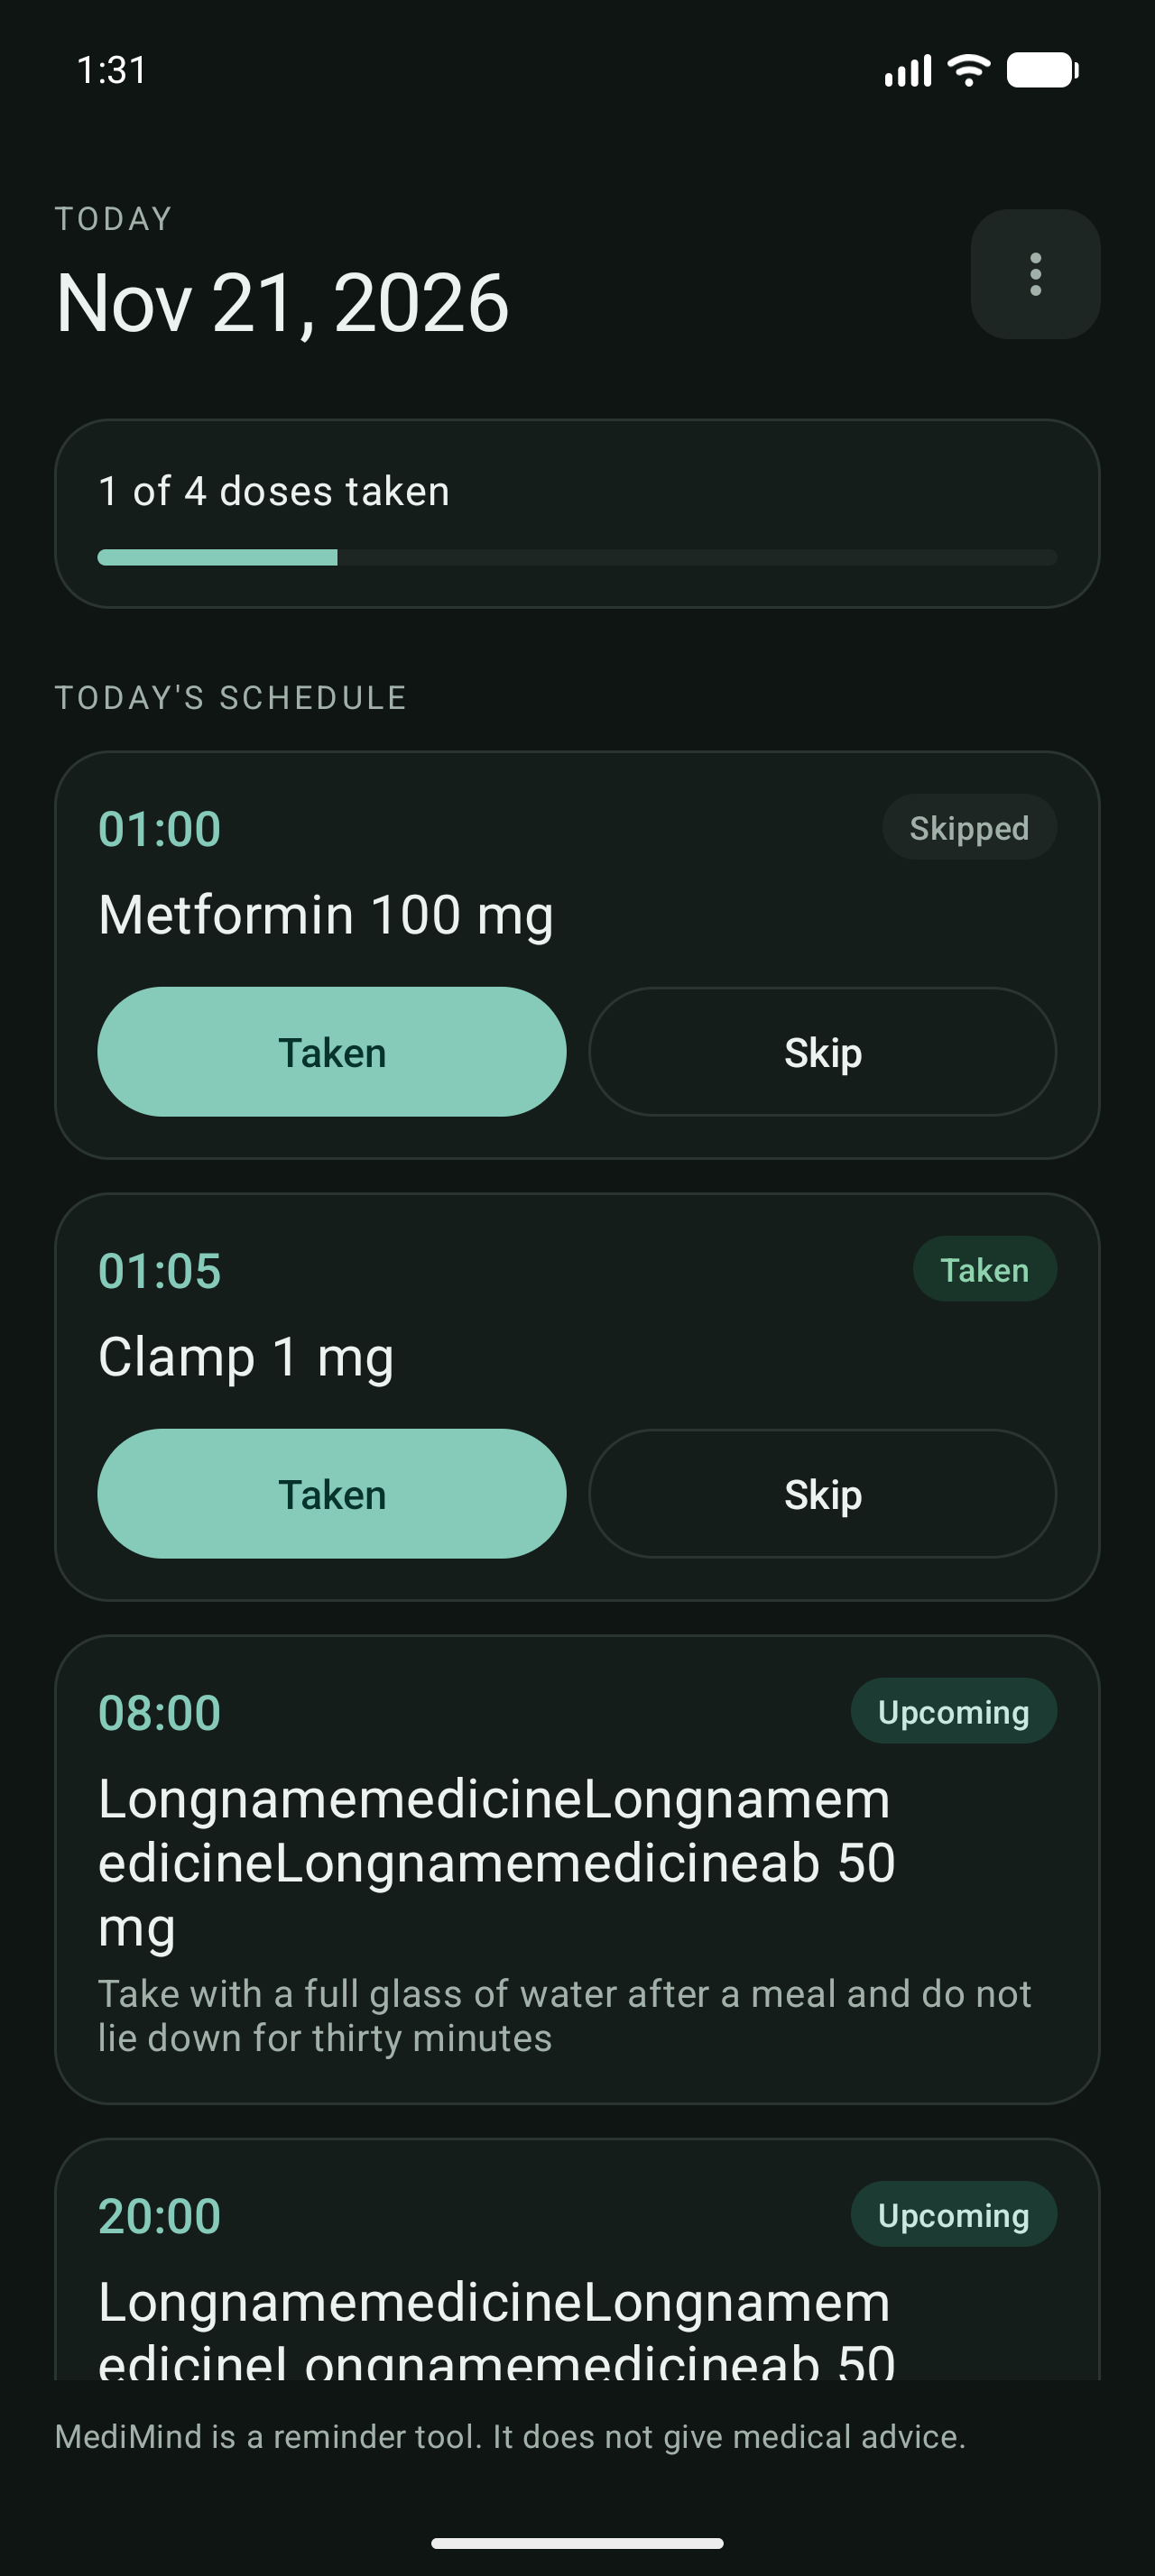 1:31
TODAY
Nov 21, 2026
1 of 4 doses taken
TODAY'S SCHEDULE
01:00
Skipped
Metformin 100 mg
Taken
Skip
01:05
Taken
Clamp 1 mg
Taken
Skip
08:00
Upcoming
LongnamemedicineLongnamem
edicineLongnamemedicineab 50
mg
Take with a full glass of water after a meal and do not
lie down for thirty minutes
20:00
Upcoming
LongnamemedicineLongnamem
edicineLongnamemedicineab 50
MediMind is a reminder tool. It does not give medical advice.